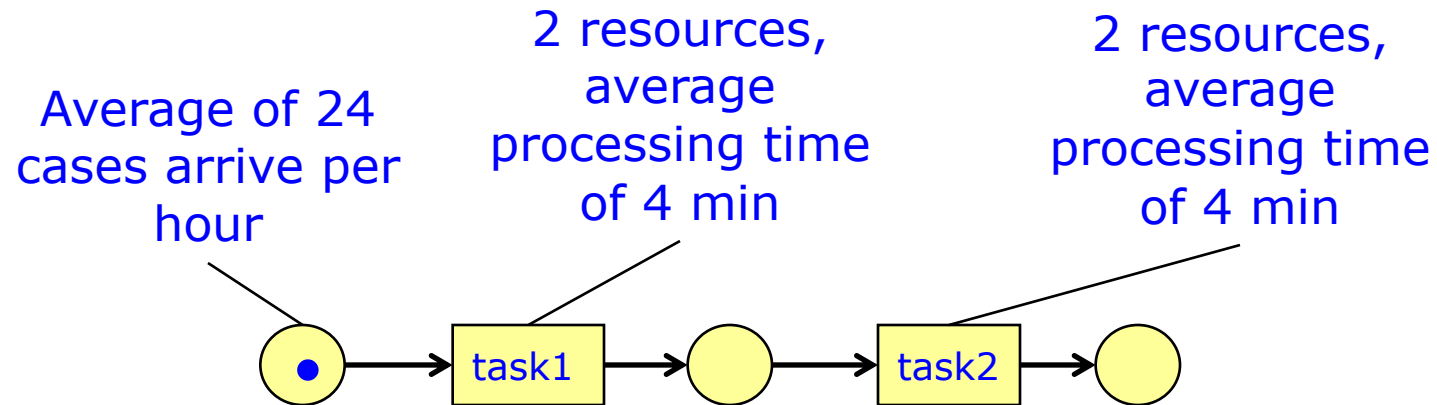 Average of 24
cases arrive per
hour
2 resources,
average
processing time
of 4 min
2 resources,
average
processing time
of 4 min
task1
task2